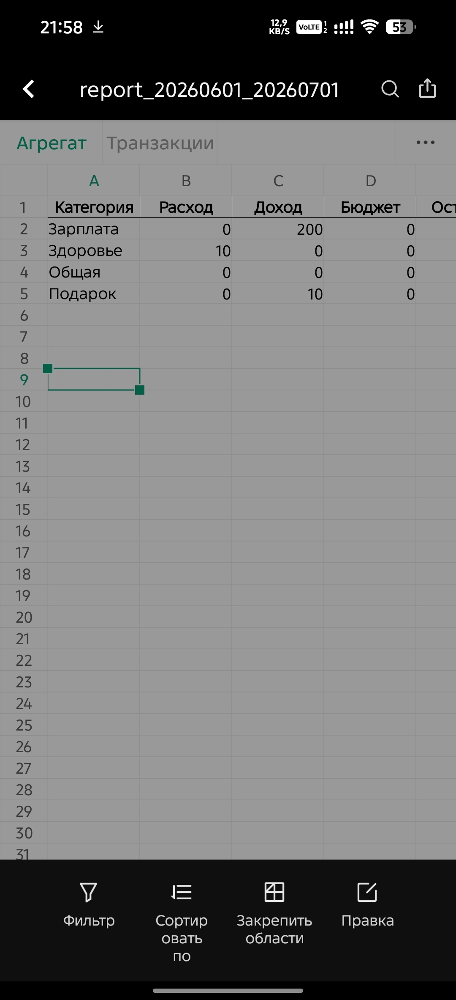 21:58
12,9 KB/S VoLTE 1 2 53
report_20260601_20260701
Агрегат Транзакции
A B C D
1 Категория Расход Доход Бюджет Ост
2 Зарплата 0 200 0
3 Здоровье 10 0 0
4 Общая 0 0 0
5 Подарок 0 10 0
6
7
8
9
10
11
12
13
14
15
16
17
18
19
20
21
22
23
24
25
26
27
28
29
30
31
Фильтр Сортир Закрепить Правка
овать области
по